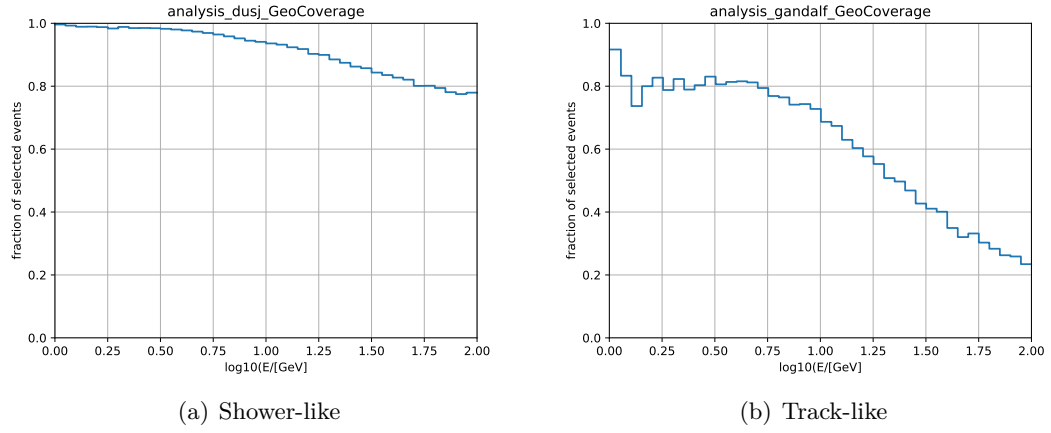 analysis_dusj_GeoCoverage
fraction of selected events
1.0
0.8
0.6
0.4
0.2
0.0
0.00 0.25 0.50 0.75 1.00 1.25 1.50 1.75 2.00
log10(E/[GeV]
(a) Shower-like
analysis_gandalf_GeoCoverage
fraction of selected events
1.0
0.8
0.6
0.4
0.2
0.0
0.00 0.25 0.50 0.75 1.00 1.25 1.50 1.75 2.00
log10(E/[GeV]
(b) Track-like